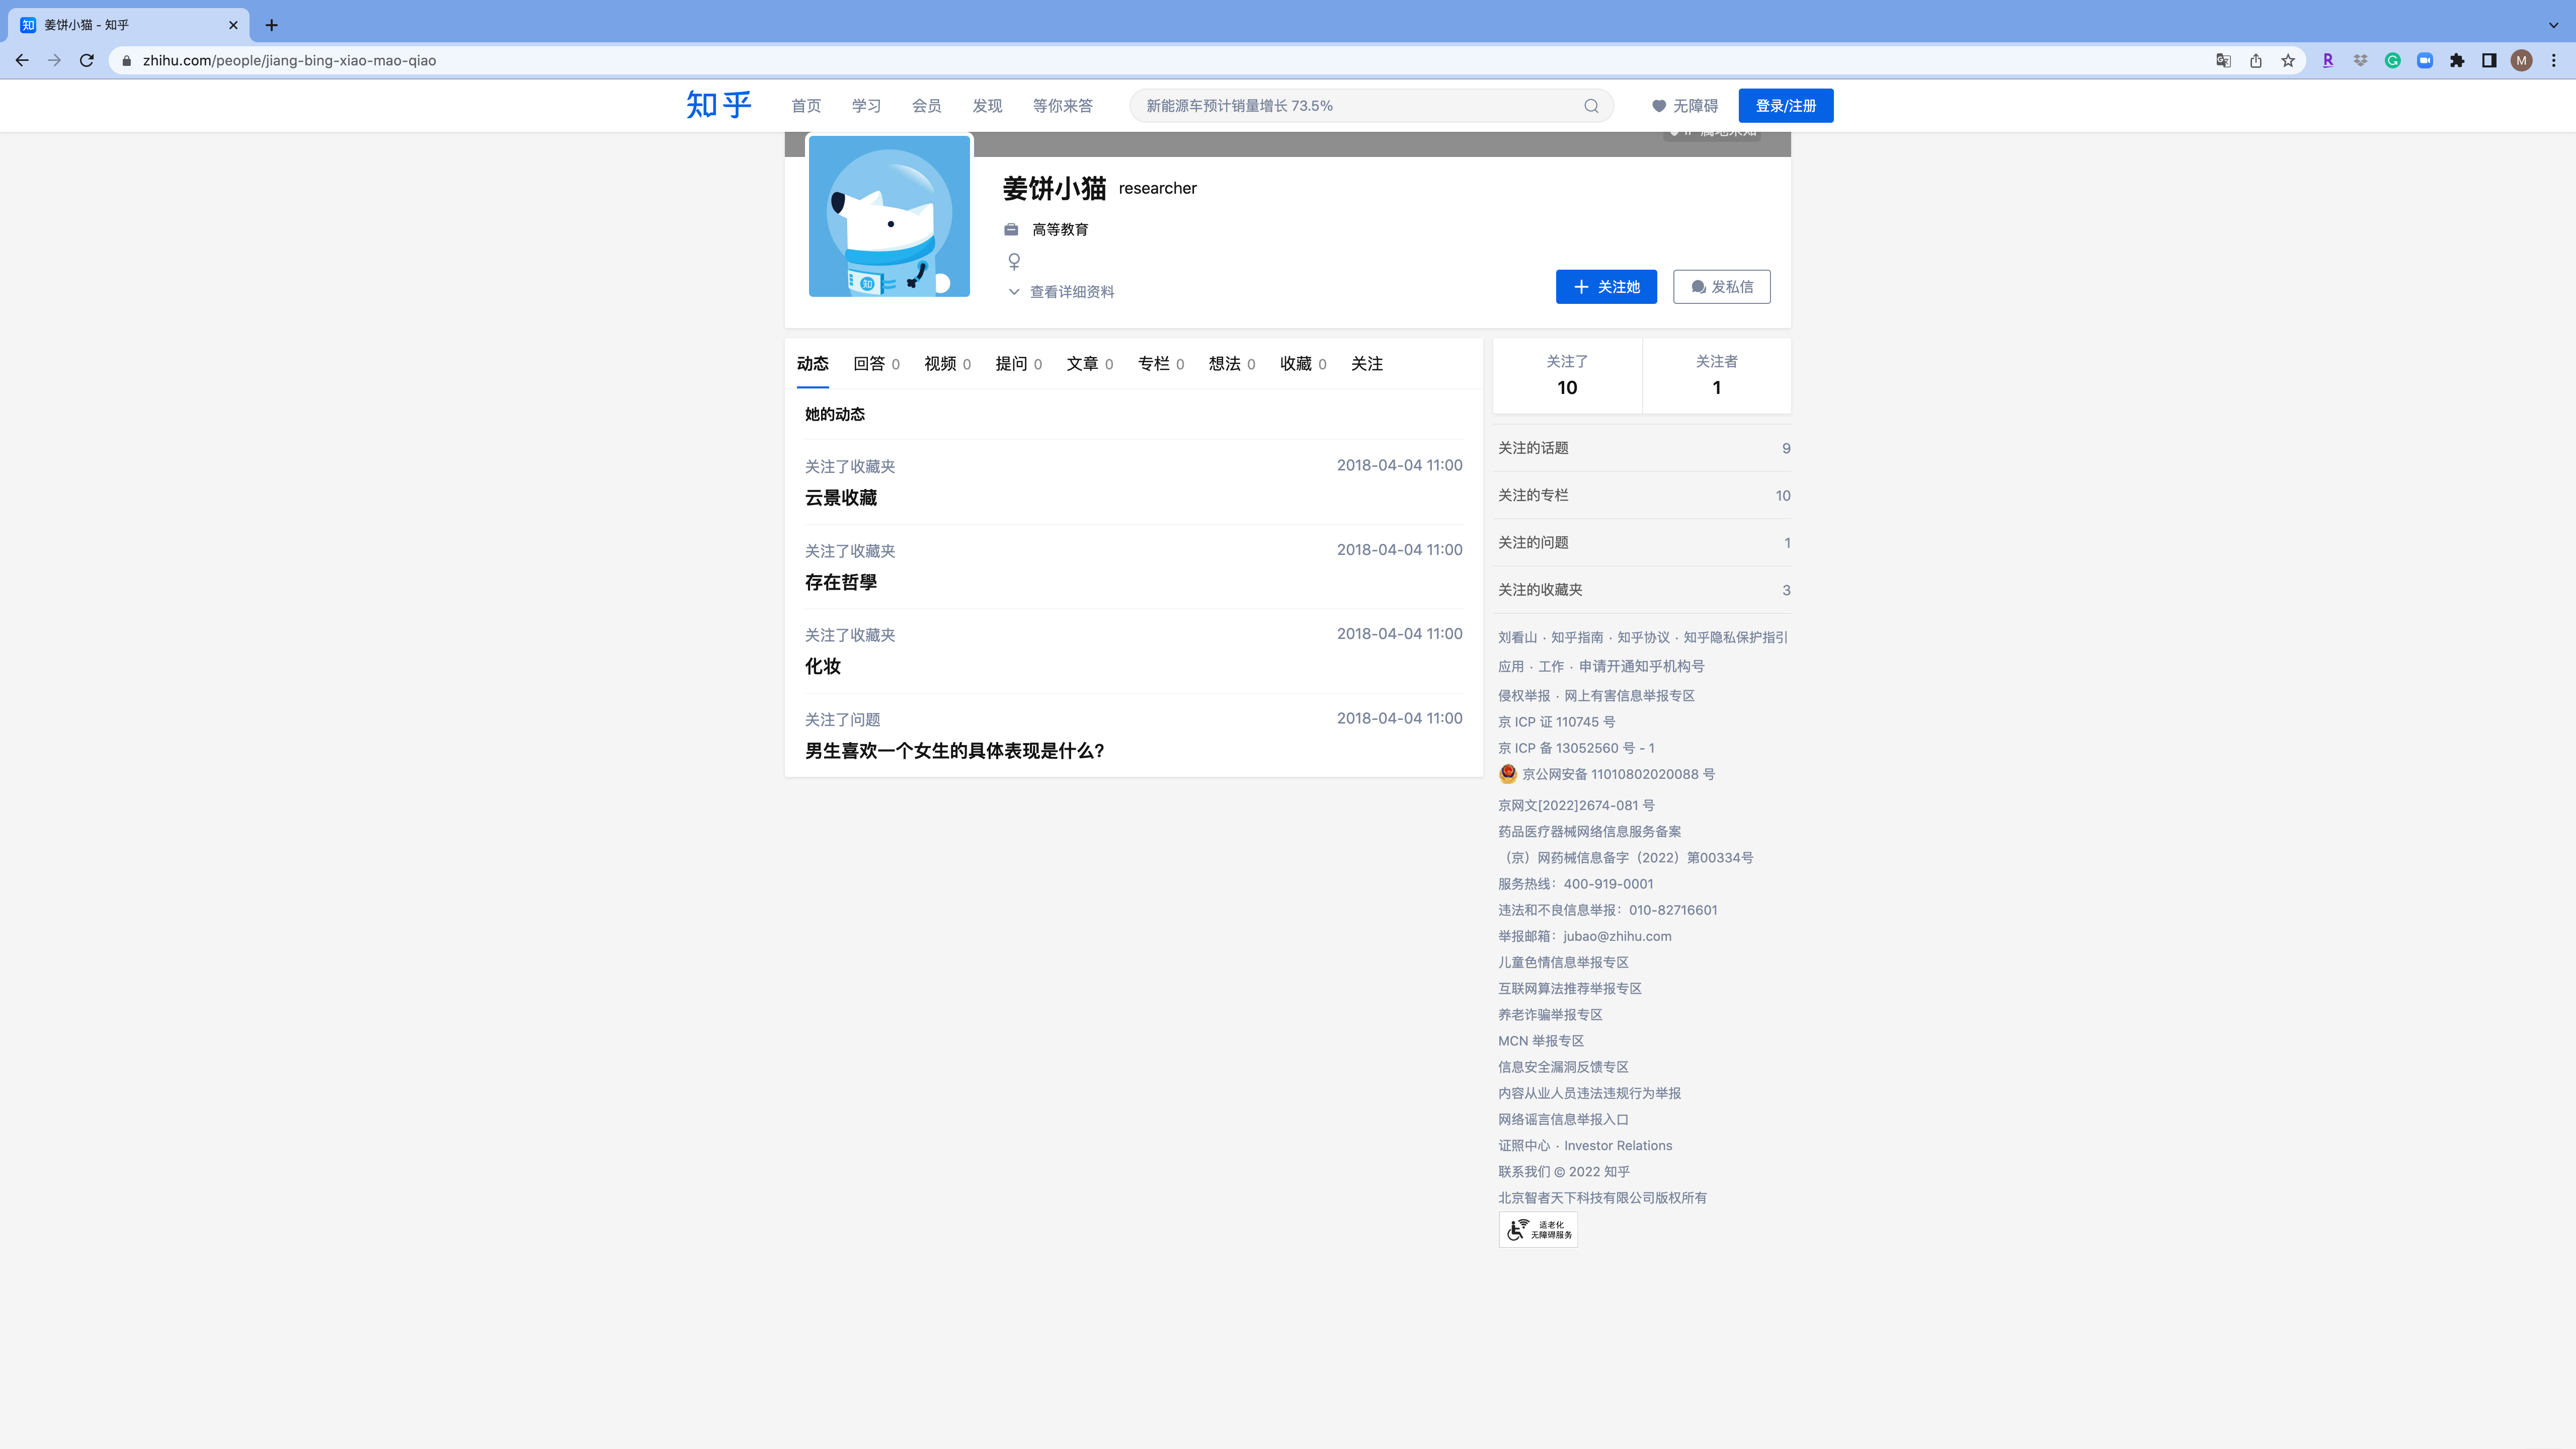 姜饼小猫 - 知乎
zhihu.com/people/jiang-bing-xiao-mao-qiao
M
知乎 首页 学习 会员 发现 等你来答 新能源车预计销量增长 73.5% 无障碍 登录/注册
姜饼小猫 researcher
高等教育
查看详细资料
关注她 发私信
动态 回答 0 视频 0 提问 0 文章 0 专栏 0 想法 0 收藏 0 关注
她的动态
关注了收藏夹 2018-04-04 11:00
云景收藏
关注了收藏夹 2018-04-04 11:00
存在哲學
关注了收藏夹 2018-04-04 11:00
化妆
关注了问题 2018-04-04 11:00
男生喜欢一个女生的具体表现是什么?
关注了 关注者
10 1
关注的话题 9
关注的专栏 10
关注的问题 1
关注的收藏夹 3
刘看山 · 知乎指南 · 知乎协议 · 知乎隐私保护指引
应用 · 工作 · 申请开通知乎机构号
侵权举报 · 网上有害信息举报专区
京 ICP 证 110745 号
京 ICP 备 13052560 号 - 1
京公网安备 11010802020088 号
京网文[2022]2674-081 号
药品医疗器械网络信息服务备案
（京）网药械信息备字（2022）第00334号
服务热线：400-919-0001
违法和不良信息举报：010-82716601
举报邮箱：jubao@zhihu.com
儿童色情信息举报专区
互联网算法推荐举报专区
养老诈骗举报专区
MCN 举报专区
信息安全漏洞反馈专区
内容从业人员违法违规行为举报
网络谣言信息举报入口
证照中心 · Investor Relations
联系我们 © 2022 知乎
北京智者天下科技有限公司版权所有
适老化
无障碍服务